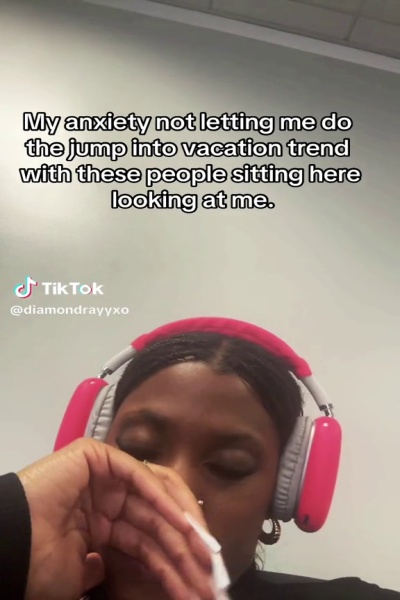 My anxiety not letting me do
the jump into vacation trend
with these people sitting here
looking at me.
TikTok
@diamondrayyxo